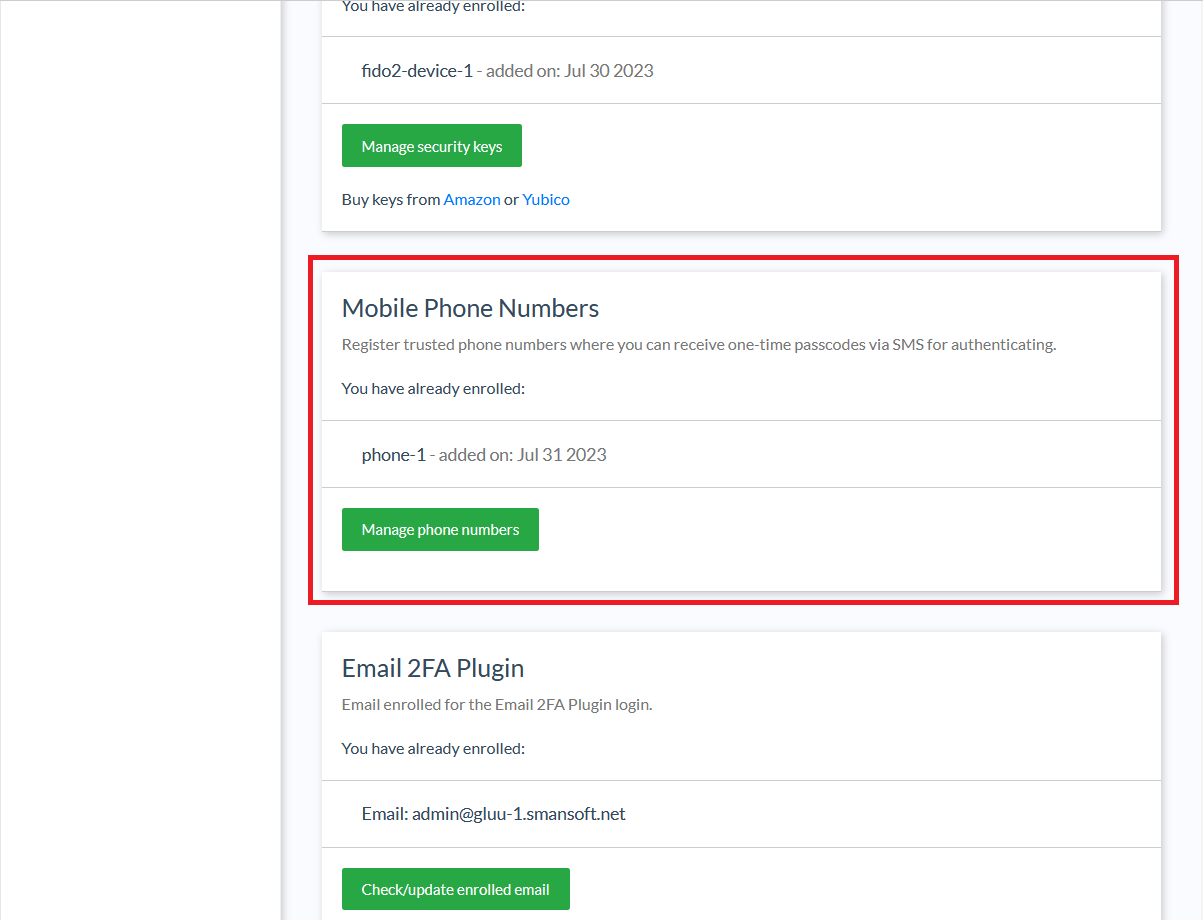 You have already enrolled:
fido2-device-1 - added on: Jul 30 2023
Manage security keys
Buy keys from Amazon or Yubico
Mobile Phone Numbers
Register trusted phone numbers where you can receive one-time passcodes via SMS for authenticating.
You have already enrolled:
phone-1 - added on: Jul 31 2023
Manage phone numbers
Email 2FA Plugin
Email enrolled for the Email 2FA Plugin login.
You have already enrolled:
Email: admin@gluu-1.smansoft.net
Check/update enrolled email